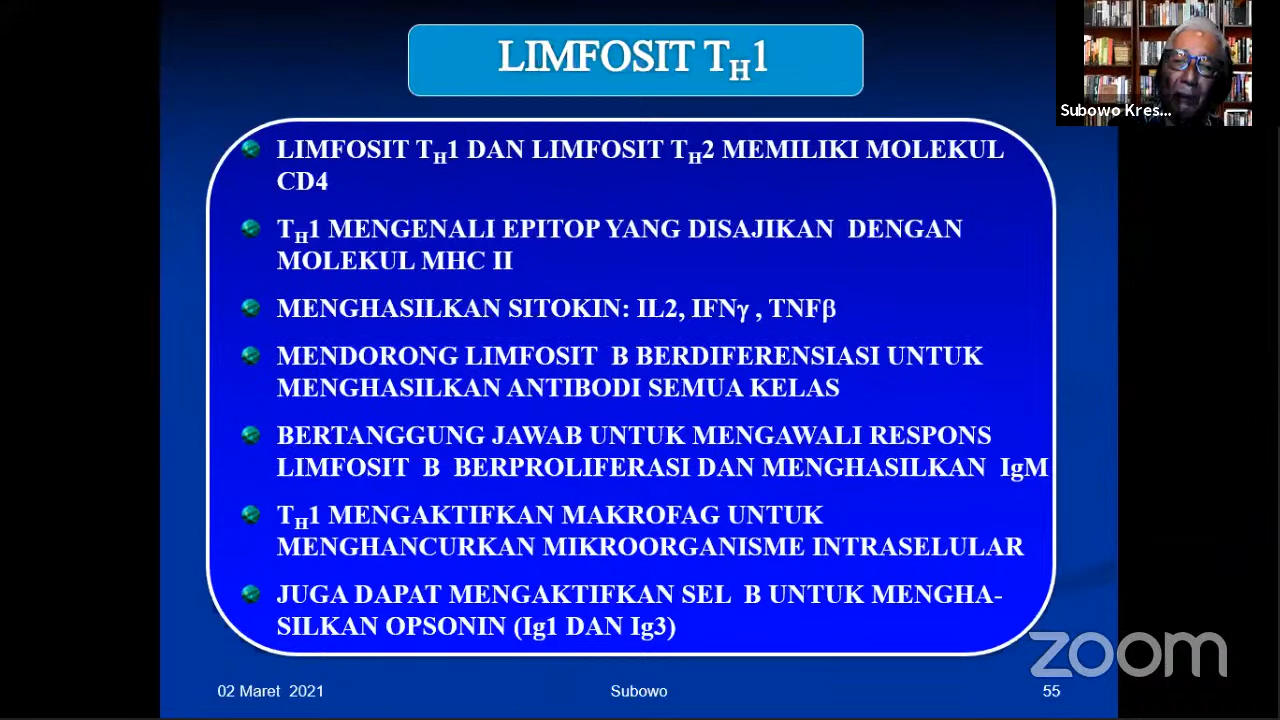 LIMFOSIT TH1
Subowo Kres...
LIMFOSIT TH1 DAN LIMFOSIT TH2 MEMILIKI MOLEKUL
CD4
TH1 MENGENALI EPITOP YANG DISAJIKAN DENGAN
MOLEKUL MHC II
MENGHASILKAN SITOKIN: IL2, IFNγ , TNFβ
MENDORONG LIMFOSIT B BERDIFERENSIASI UNTUK
MENGHASILKAN ANTIBODI SEMUA KELAS
BERTANGGUNG JAWAB UNTUK MENGAWALI RESPONS
LIMFOSIT B BERPROLIFERASI DAN MENGHASILKAN IgM
TH1 MENGAKTIFKAN MAKROFAG UNTUK
MENGHANCURKAN MIKROORGANISME INTRASELULAR
JUGA DAPAT MENGAKTIFKAN SEL B UNTUK MENGHA-
SILKAN OPSONIN (Ig1 DAN Ig3)
zoom
02 Maret 2021
Subowo
55